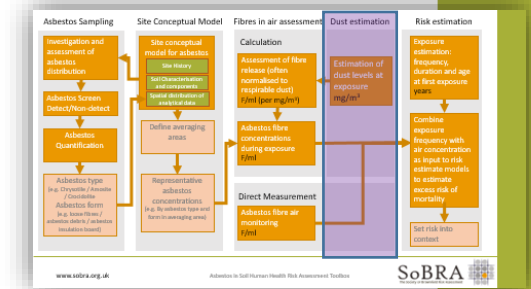 Asbestos Sampling
Investigation and
assessment of
asbestos
distribution
Asbestos Screen
Detect/Non-detect
Asbestos
Quantification
Asbestos type
(e.g. Chrysotile / Amosite
/ Crocidolite)
Asbestos form
(e.g. loose fibres /
asbestos debris / asbestos
insulation board)
Site Conceptual Model
Site conceptual
model for asbestos
Site History
Soil Characterisation
and components
Spatial distribution of
analytical data
Define averaging
areas
Representative
asbestos
concentrations
(e.g. By asbestos type and
form in averaging area)
Fibres in air assessment
Calculation
Assessment of fibre
release (often
normalised to
respirable dust)
F/ml (per mg/m³)
Asbestos fibre
concentrations
during exposure
F/ml
Direct Measurement
Asbestos fibre air
monitoring
F/ml
Dust estimation
Estimation of
dust levels at
exposure
mg/m³
Risk estimation
Exposure
estimation:
frequency,
duration and age
at first exposure
years
Combine
exposure
frequency with air
concentration as
input to risk
estimate models
to estimate
excess risk of
mortality
Set risk into
context
www.sobra.org.uk
Asbestos in Soil Human Health Risk Assessment Toolbox
SoBRA